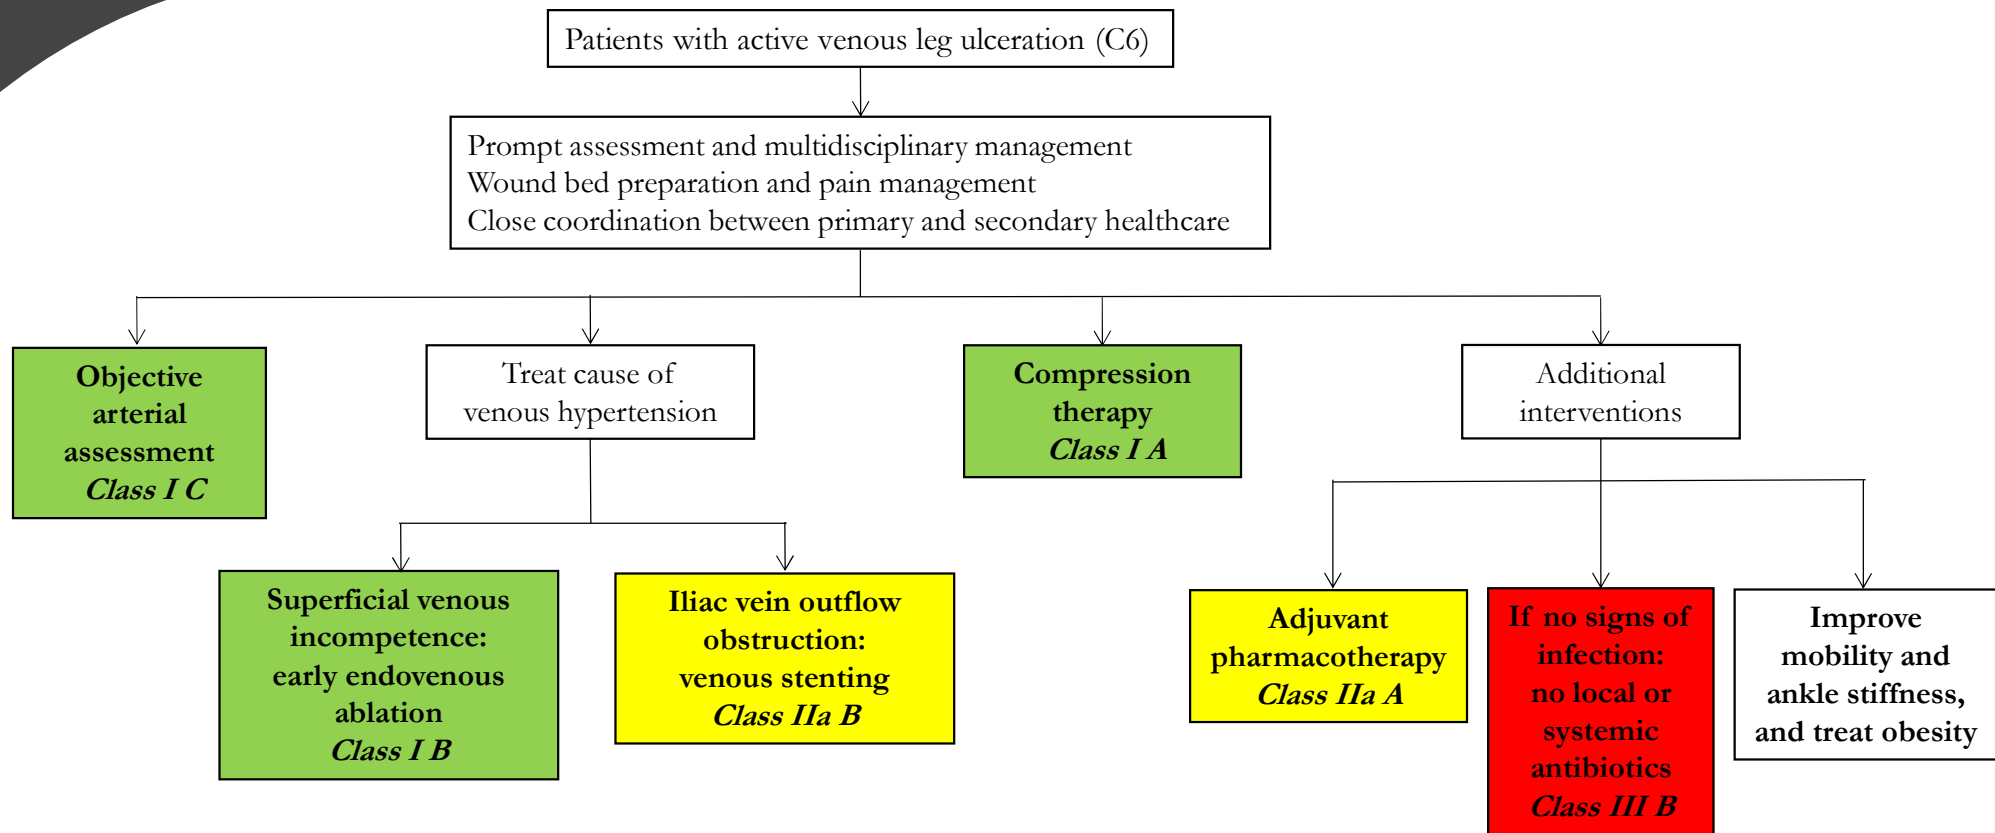 Patients with active venous leg ulceration (C6)
Prompt assessment and multidisciplinary management
Wound bed preparation and pain management
Close coordination between primary and secondary healthcare
Objective
arterial
assessment
Class I C
Treat cause of
venous hypertension
Compression
therapy
Class I A
Additional
interventions
Superficial venous
incompetence:
early endovenous
ablation
Class I B
Iliac vein outflow
obstruction:
venous stenting
Class IIa B
Adjuvant
pharmacotherapy
Class IIa A
If no signs of
infection:
no local or
systemic
antibiotics
Class III B
Improve
mobility and
ankle stiffness,
and treat obesity